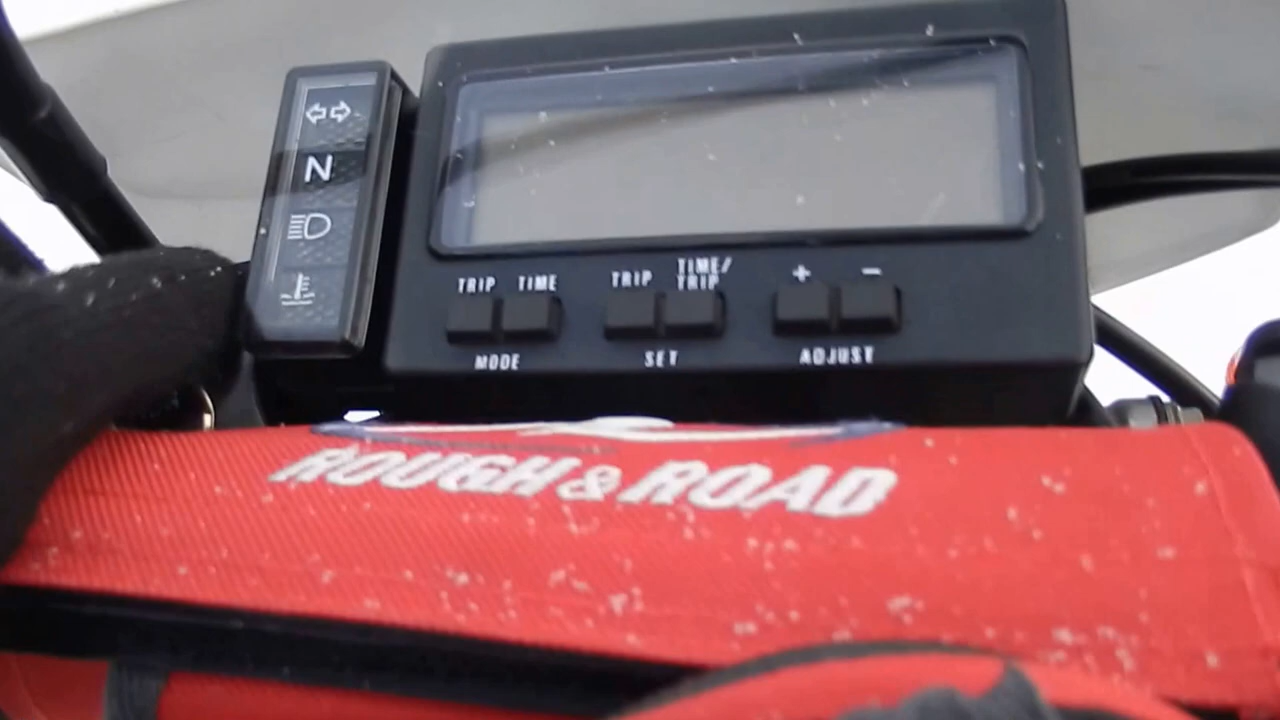 N
TRIP TIME
MODE
TRIP TIME/
TRIP
SET
+ −
ADJUST
ROUGH & ROAD